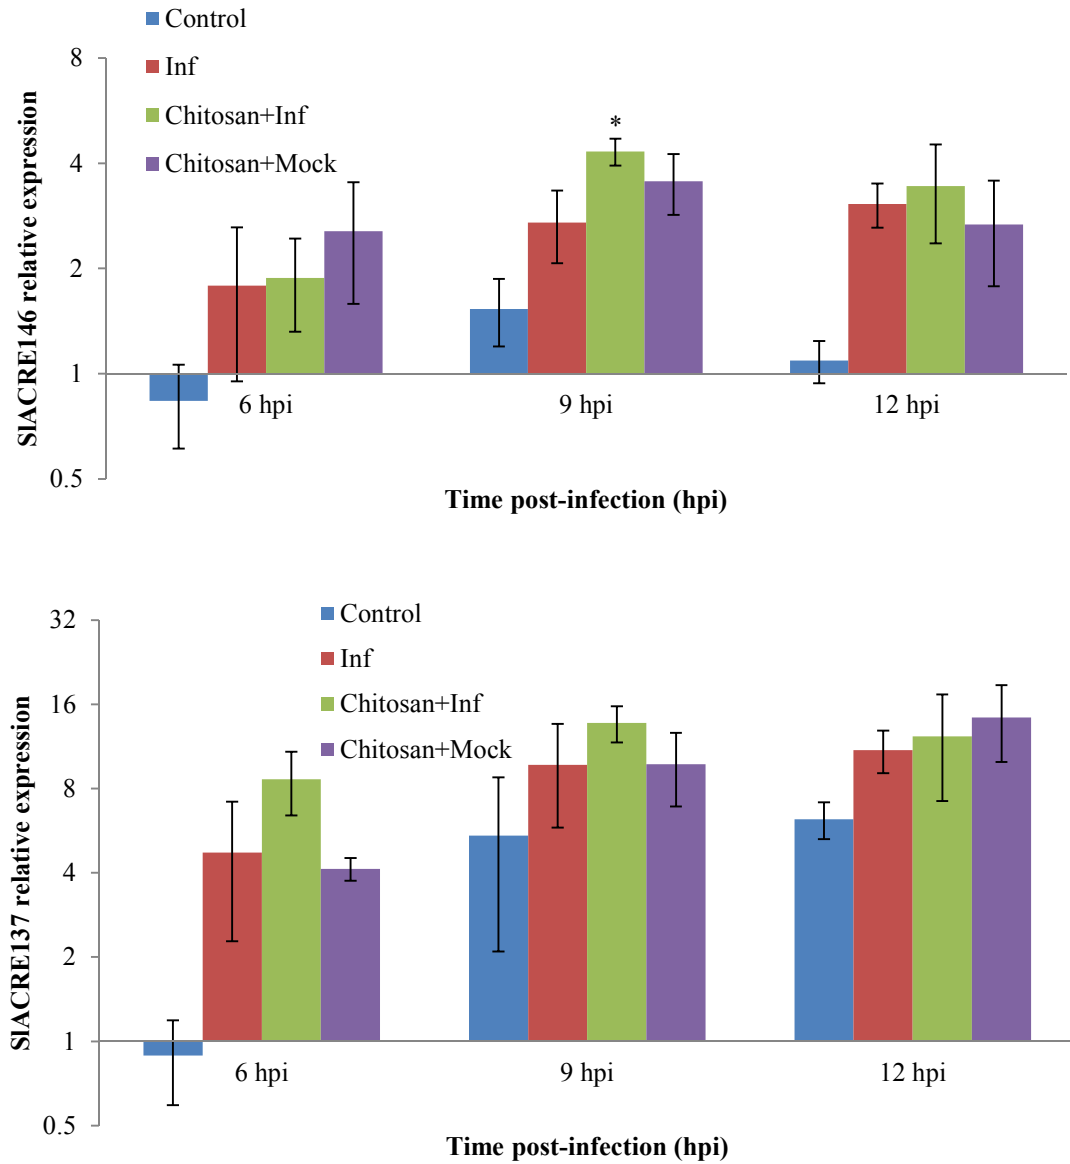 Control
Inf
Chitosan+Inf
Chitosan+Mock
SlACRE146 relative expression
8
4
2
1
0.5
*
6 hpi
9 hpi
12 hpi
Time post-infection (hpi)
Control
Inf
Chitosan+Inf
Chitosan+Mock
SlACRE137 relative expression
32
16
8
4
2
1
0.5
6 hpi
9 hpi
12 hpi
Time post-infection (hpi)